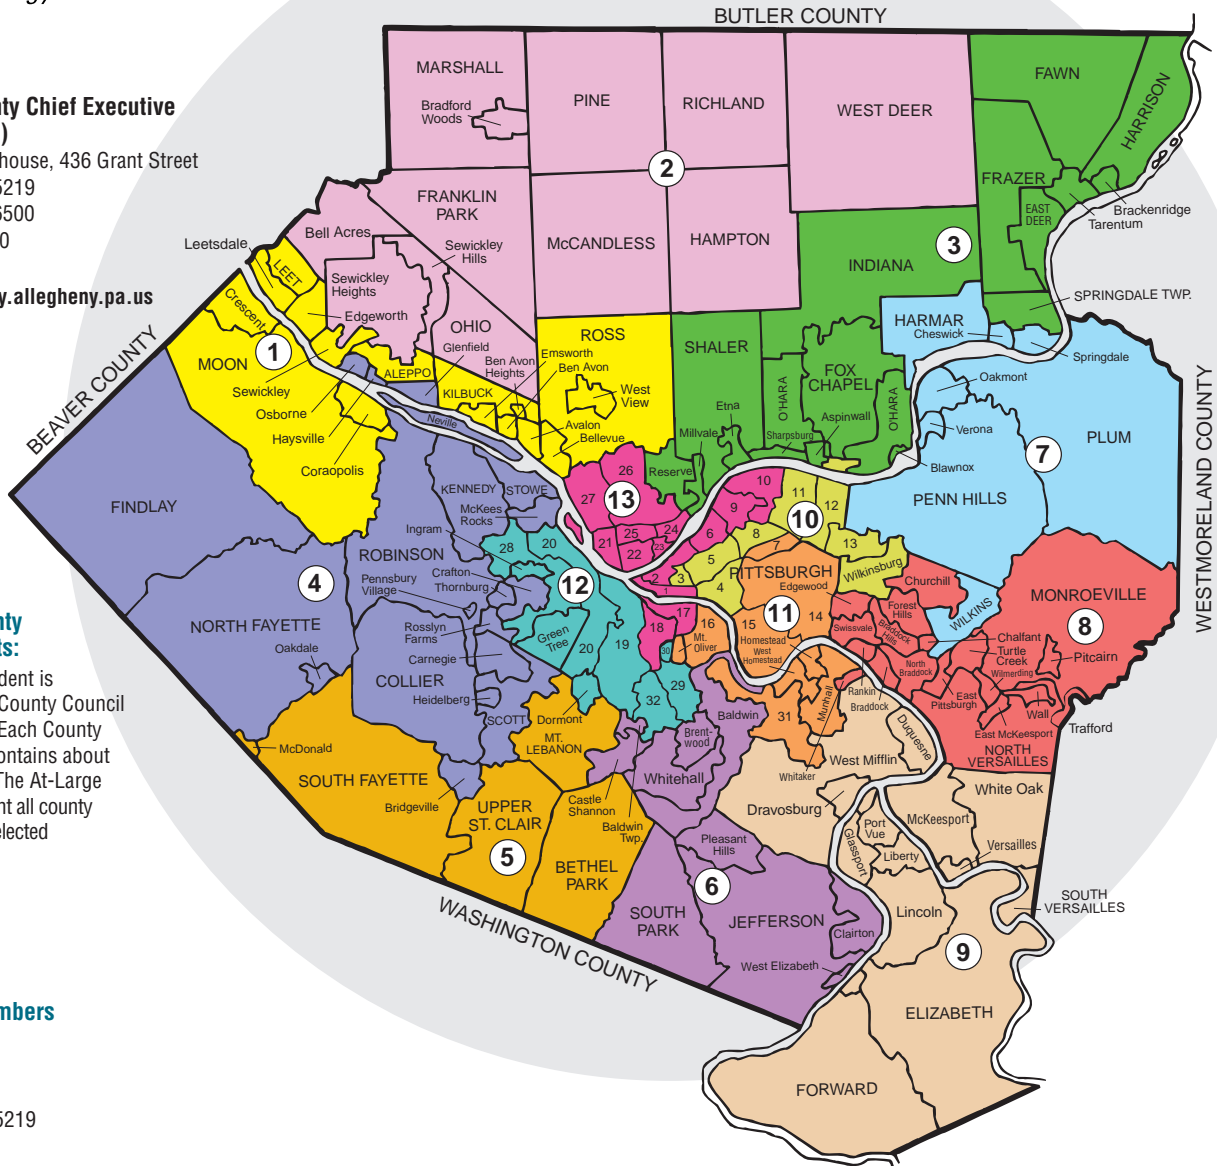 BUTLER COUNTY
nty Chief Executive
)
house, 436 Grant Street
5219
6500
0
y.allegheny.pa.us
MARSHALL
Bradford
Woods
PINE
RICHLAND
WEST DEER
FAWN
HARRISON
2
FRANKLIN
PARK
Bell Acres
Sewickley
Hills
McCANDLESS
HAMPTON
FRAZER
EAST
DEER
Brackenridge
Tarentum
3
INDIANA
SPRINGDALE TWP.
Leetsdale
LEET
Sewickley
Heights
Edgeworth
Crescent
MOON
1
BEAVER COUNTY
OHIO
Glenfield
Ben Avon
Heights
Emsworth
Ben Avon
ROSS
West
View
ALEPPO
KILBUCK
Avalon
Bellevue
Sewickley
Osborne
Haysville
Coraopolis
Neville
SHALER
Etna
Millvale
Reserve
O'HARA
FOX
CHAPEL
Aspinwall
O'HARA
Sharpsburg
HARMAR
Cheswick
Springdale
Oakmont
Verona
Blawnox
7
PLUM
PENN HILLS
WESTMORELAND COUNTY
FINDLAY
KENNEDY
STOWE
McKees
Rocks
Ingram
ROBINSON
Crafton
Pennsbury
Village
Thornburg
Rosslyn
Farms
Carnegie
Heidelberg
4
NORTH FAYETTE
Oakdale
COLLIER
SCOTT
26
27
13
25
24
21
22
23
10
9
6
2
1
17
18
11
12
10
8
7
5
3
4
13
Wilkinsburg
PITTSBURGH
Edgewood
11
14
15
16
Mt.
Oliver
Homestead
West
Homestead
31
Munhall
Whitaker
28
20
12
Green
Tree
20
19
30
29
32
Churchill
Forest
Hills
Swissvale
Braddock
Hills
WILKINS
MONROEVILLE
8
Chalfant
Turtle
Creek
Pitcairn
Wilmerding
North
Braddock
Rankin
Braddock
East
Pittsburgh
Wall
East McKeesport
Trafford
NORTH
VERSAILLES
nty
ts:
dent is
County Council
Each County
ontains about
The At-Large
nt all county
elected
McDonald
SOUTH FAYETTE
Bridgeville
Dormont
MT.
LEBANON
UPPER
ST. CLAIR
5
BETHEL
PARK
Castle
Shannon
Baldwin
Twp.
Baldwin
Brent-
wood
Whitehall
Pleasant
Hills
6
SOUTH
PARK
JEFFERSON
Clairton
West Elizabeth
WASHINGTON COUNTY
Duquesne
West Mifflin
Dravosburg
White Oak
McKeesport
Port
Vue
Glassport
Liberty
Versailles
SOUTH
VERSAILLES
Lincoln
9
ELIZABETH
FORWARD
mbers
5219